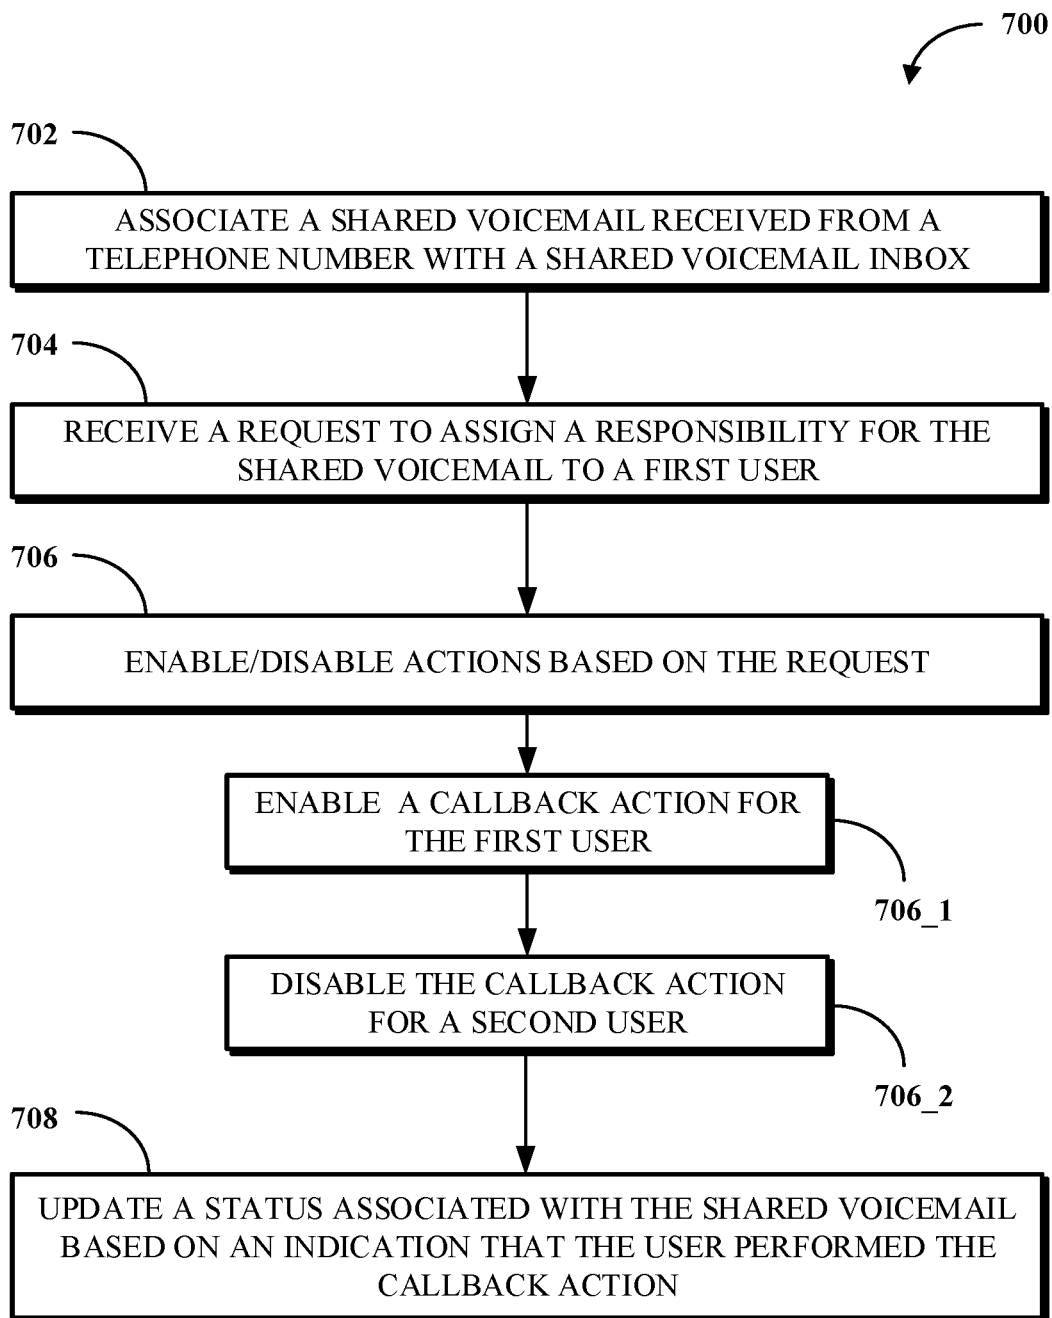 700
702
ASSOCIATE A SHARED VOICEMAIL RECEIVED FROM A
TELEPHONE NUMBER WITH A SHARED VOICEMAIL INBOX
704
RECEIVE A REQUEST TO ASSIGN A RESPONSIBILITY FOR THE
SHARED VOICEMAIL TO A FIRST USER
706
ENABLE/DISABLE ACTIONS BASED ON THE REQUEST
ENABLE A CALLBACK ACTION FOR
THE FIRST USER
706_1
DISABLE THE CALLBACK ACTION
FOR A SECOND USER
706_2
708
UPDATE A STATUS ASSOCIATED WITH THE SHARED VOICEMAIL
BASED ON AN INDICATION THAT THE USER PERFORMED THE
CALLBACK ACTION